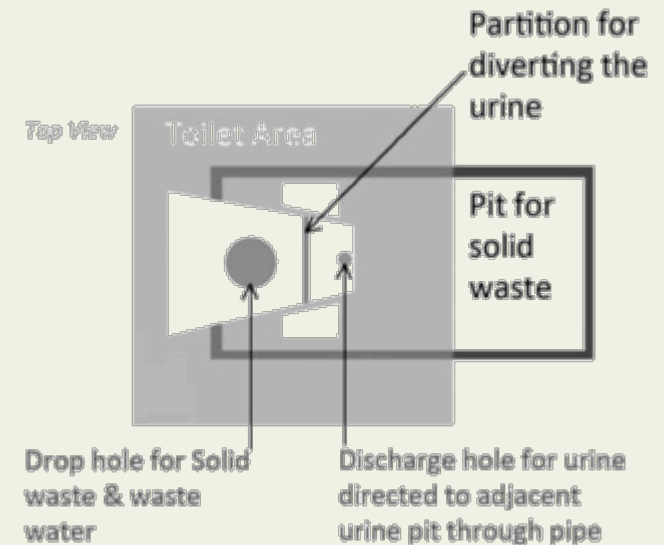 Partition for
diverting the
urine
Top View
Toilet Area
Pit for
solid
waste
Drop hole for Solid
waste & waste
water
Discharge hole for urine
directed to adjacent
urine pit through pipe